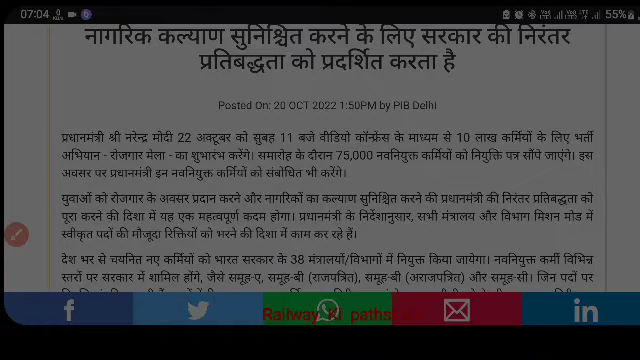 07:04 0 KB/s 6 55%
नागरिक कल्याण सुनिश्चित करने के लिए सरकार की निरंतर
प्रतिबद्धता को प्रदर्शित करता है
Posted On: 20 OCT 2022 1:50PM by PIB Delhi
प्रधानमंत्री श्री नरेन्द्र मोदी 22 अक्टूबर को सुबह 11 बजे वीडियो कॉन्फ्रेंस के माध्यम से 10 लाख कर्मियों के लिए भर्ती
अभियान - रोजगार मेला - का शुभारंभ करेंगे। समारोह के दौरान 75,000 नवनियुक्त कर्मियों को नियुक्ति पत्र सौंपे जाएंगे। इस
अवसर पर प्रधानमंत्री इन नवनियुक्त कर्मियों को संबोधित भी करेंगे।
युवाओं को रोजगार के अवसर प्रदान करने और नागरिकों का कल्याण सुनिश्चित करने की प्रधानमंत्री की निरंतर प्रतिबद्धता को
पूरा करने की दिशा में यह एक महत्वपूर्ण कदम होगा। प्रधानमंत्री के निर्देशानुसार, सभी मंत्रालय और विभाग मिशन मोड में
स्वीकृत पदों की मौजूदा रिक्तियों को भरने की दिशा में काम कर रहे हैं।
देश भर से चयनित नए कर्मियों को भारत सरकार के 38 मंत्रालयों/विभागों में नियुक्त किया जायेगा। नवनियुक्त कर्मी विभिन्न
स्तरों पर सरकार में शामिल होंगे, जैसे समूह-ए, समूह-बी (राजपत्रित), समूह-बी (अराजपत्रित) और समूह-सी। जिन पदों पर
Railway Ki paths